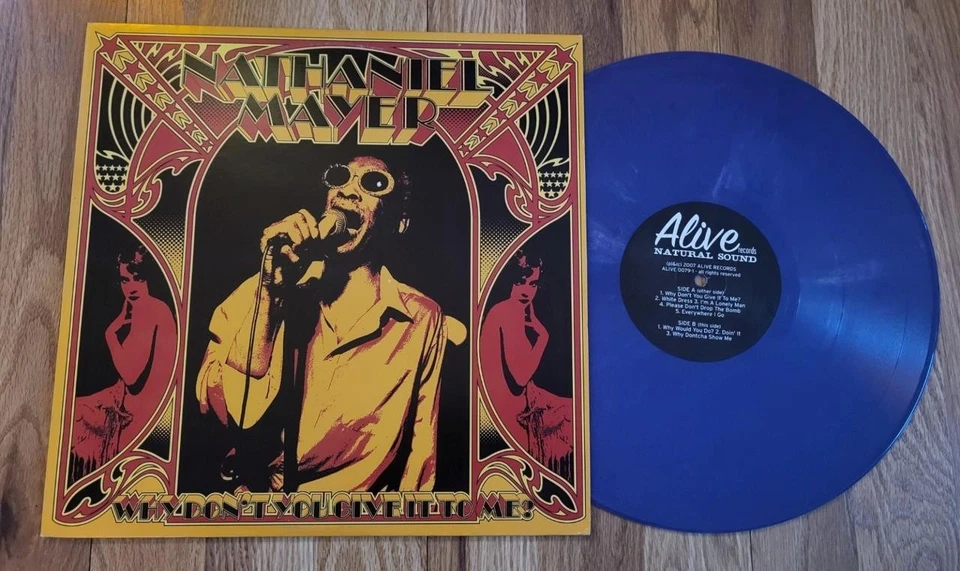 NATHANIEL
MAYER
WHY DON'T YOU GIVE IT TO ME?
Alive records
NATURAL SOUND
(p)&(c) 2007 ALIVE RECORDS
ALIVE 0079-1 - all rights reserved
SIDE A (other side)
1. Why Don't You Give It To Me?
2. White Dress 3. I'm A Lonely Man
4. Please Don't Drop The Bomb
5. Everywhere I Go
SIDE B (this side)
1. Why Would You Do? 2. Doin' It
3. Why Dontcha Show Me